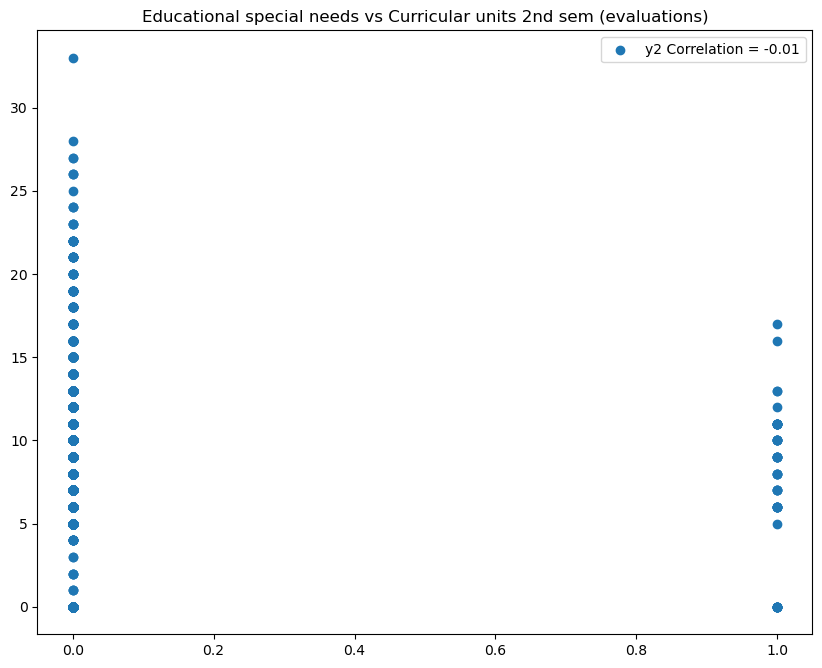 Educational special needs vs Curricular units 2nd sem (evaluations)
y2 Correlation = -0.01
30
25
20
15
10
5
0
0.0 0.2 0.4 0.6 0.8 1.0